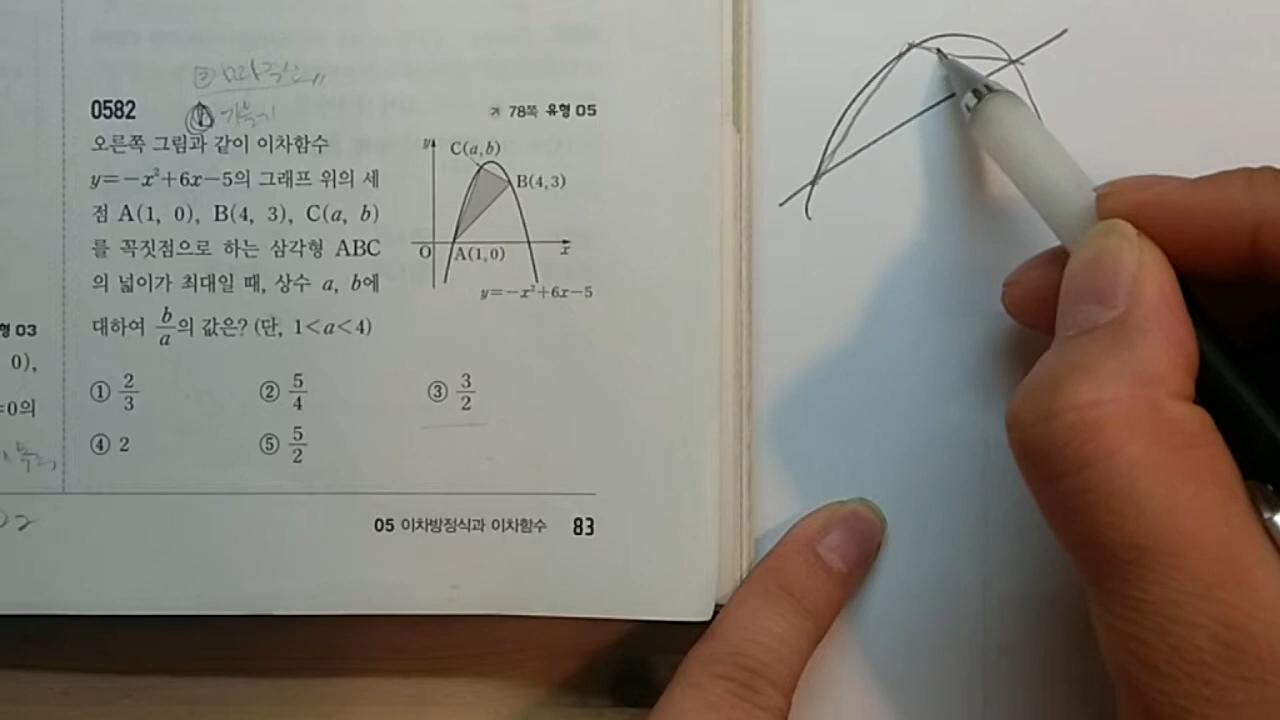 0582
78쪽 유형 05
오른쪽 그림과 같이 이차함수
y=-x²+6x-5의 그래프 위의 세
점 A(1, 0), B(4, 3), C(a, b)
를 꼭짓점으로 하는 삼각형 ABC
의 넓이가 최대일 때, 상수 a, b에
대하여 b/a의 값은? (단, 1<a<4)
y
C(a, b)
B(4, 3)
O
A(1, 0)
x
y=-x²+6x-5
① 2/3
② 5/4
③ 3/2
④ 2
⑤ 5/2
05 이차방정식과 이차함수 83
형 03
0),
=0의